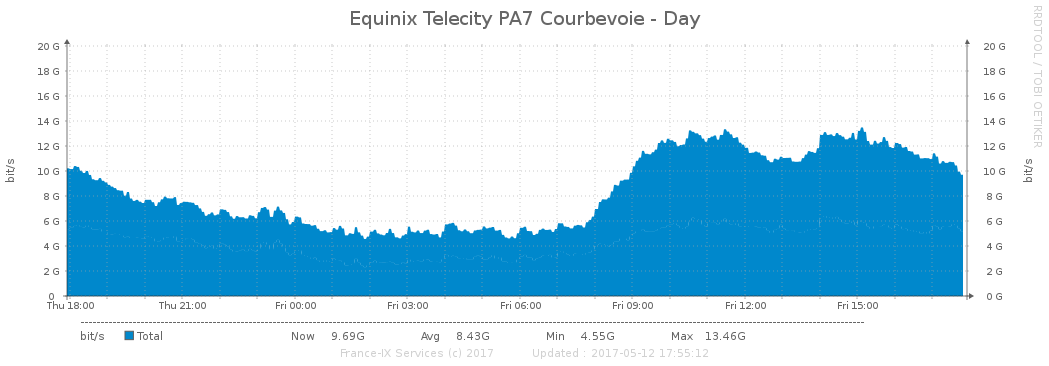 Equinix Telecity PA7 Courbevoie - Day
RRDTOOL / TOBI OETIKER
bit/s
20 G 20 G
18 G 18 G
16 G 16 G
14 G 14 G
12 G 12 G
10 G 10 G
8 G 8 G
6 G 6 G
4 G 4 G
2 G 2 G
0 0 G
bit/s
Thu 18:00 Thu 21:00 Fri 00:00 Fri 03:00 Fri 06:00 Fri 09:00 Fri 12:00 Fri 15:00
bit/s Total Now 9.69G Avg 8.43G Min 4.55G Max 13.46G
France-IX Services (c) 2017 Updated : 2017-05-12 17:55:12